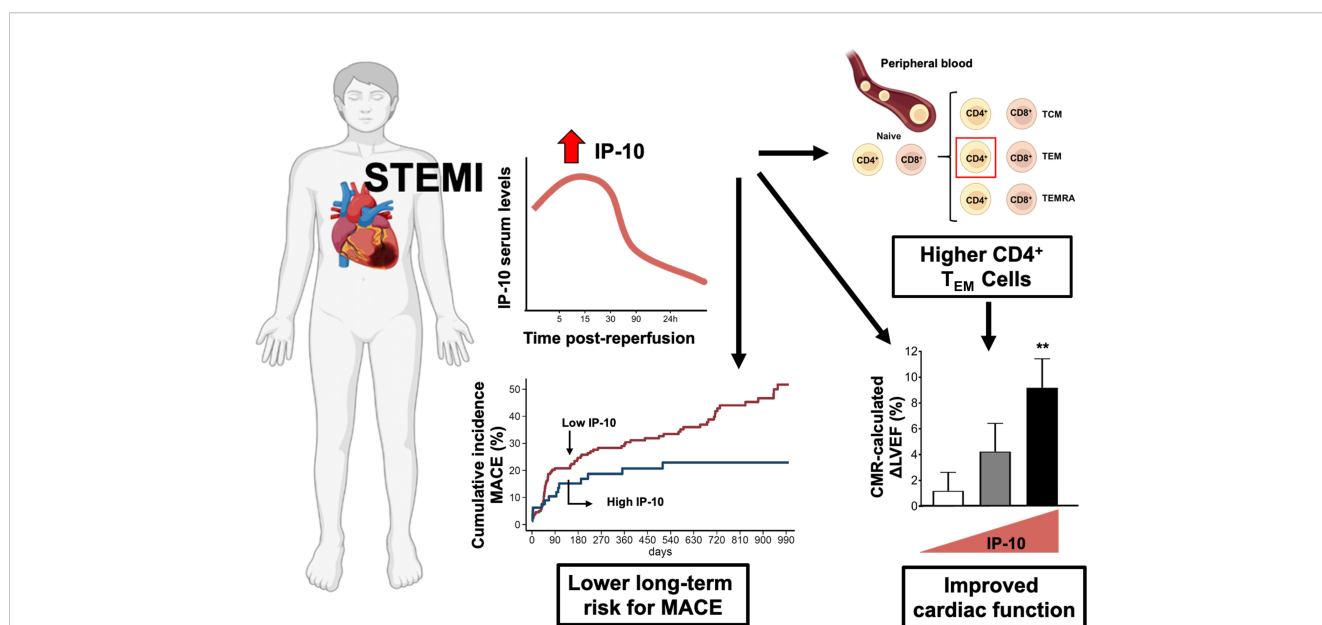 STEMI
IP-10
IP-10 serum levels
5 15 30 90 24h
Time post-reperfusion
Peripheral blood
Naive
CD4⁺ CD8⁺
CD4⁺ CD8⁺ TCM
CD4⁺ CD8⁺ TEM
CD4⁺ CD8⁺ TEMRA
Higher CD4⁺
T_EM Cells
Cumulative incidence
MACE (%)
50
40
30
20
10
0
Low IP-10
High IP-10
0 90 180 270 360 450 540 630 720 810 900 990
days
Lower long-term
risk for MACE
CMR-calculated
ΔLVEF (%)
12
10
8
6
4
2
0
**
IP-10
Improved
cardiac function